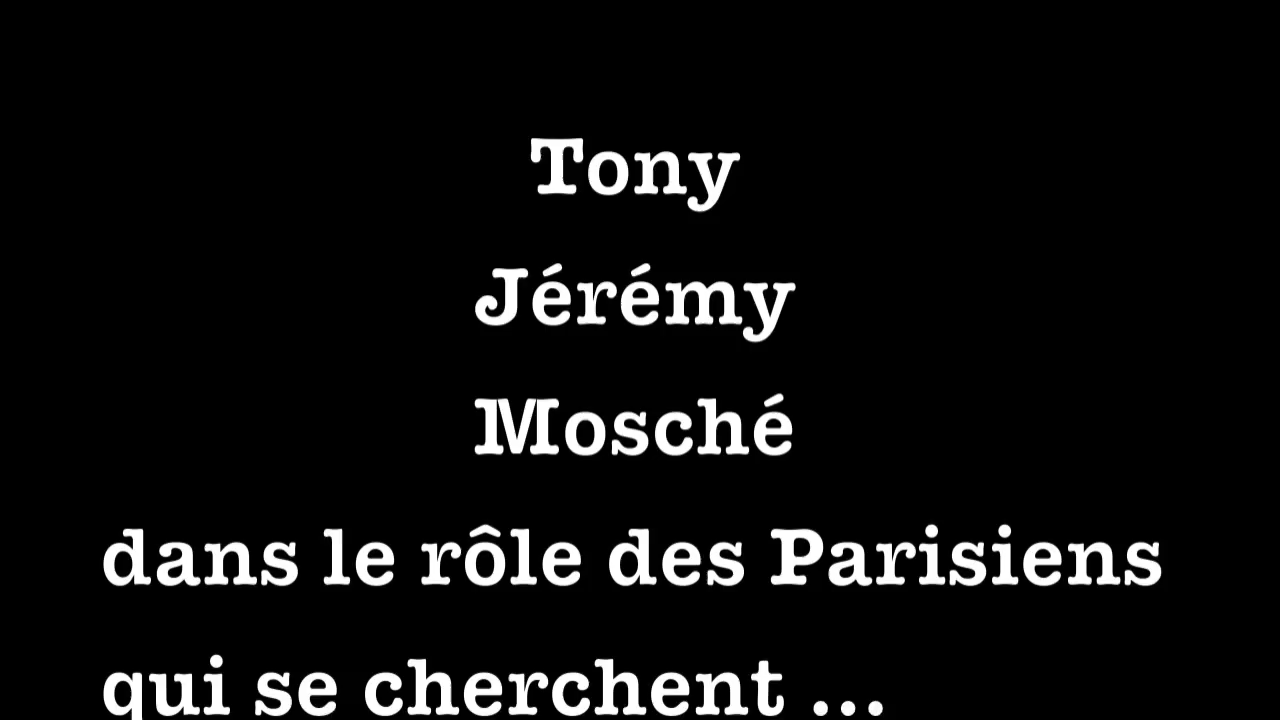 Tony
Jérémy
Mosché
dans le rôle des Parisiens
qui se cherchent ...